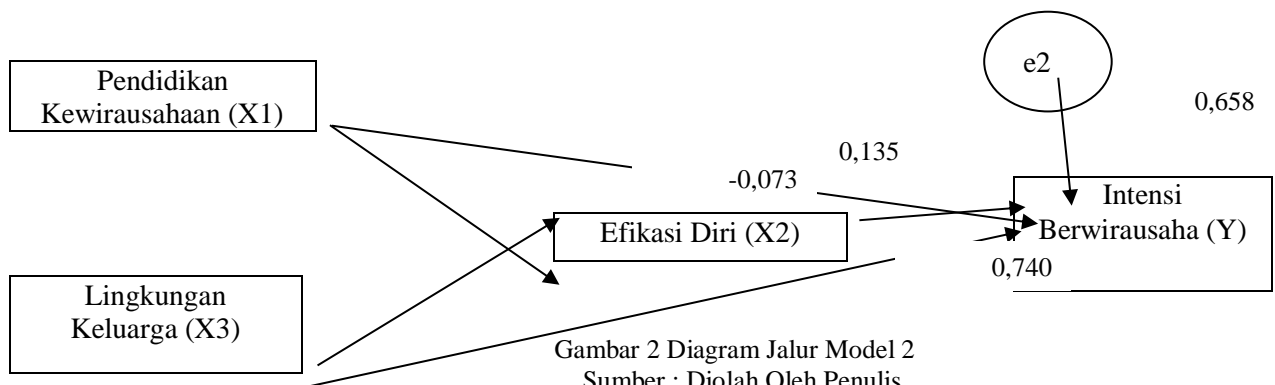 e2
Pendidikan
Kewirausahaan (X1)
0,658
0,135
-0,073
Intensi
Berwirausaha (Y)
Efikasi Diri (X2)
0,740
Lingkungan
Keluarga (X3)
Gambar 2 Diagram Jalur Model 2
Sumber : Diolah Oleh Penulis